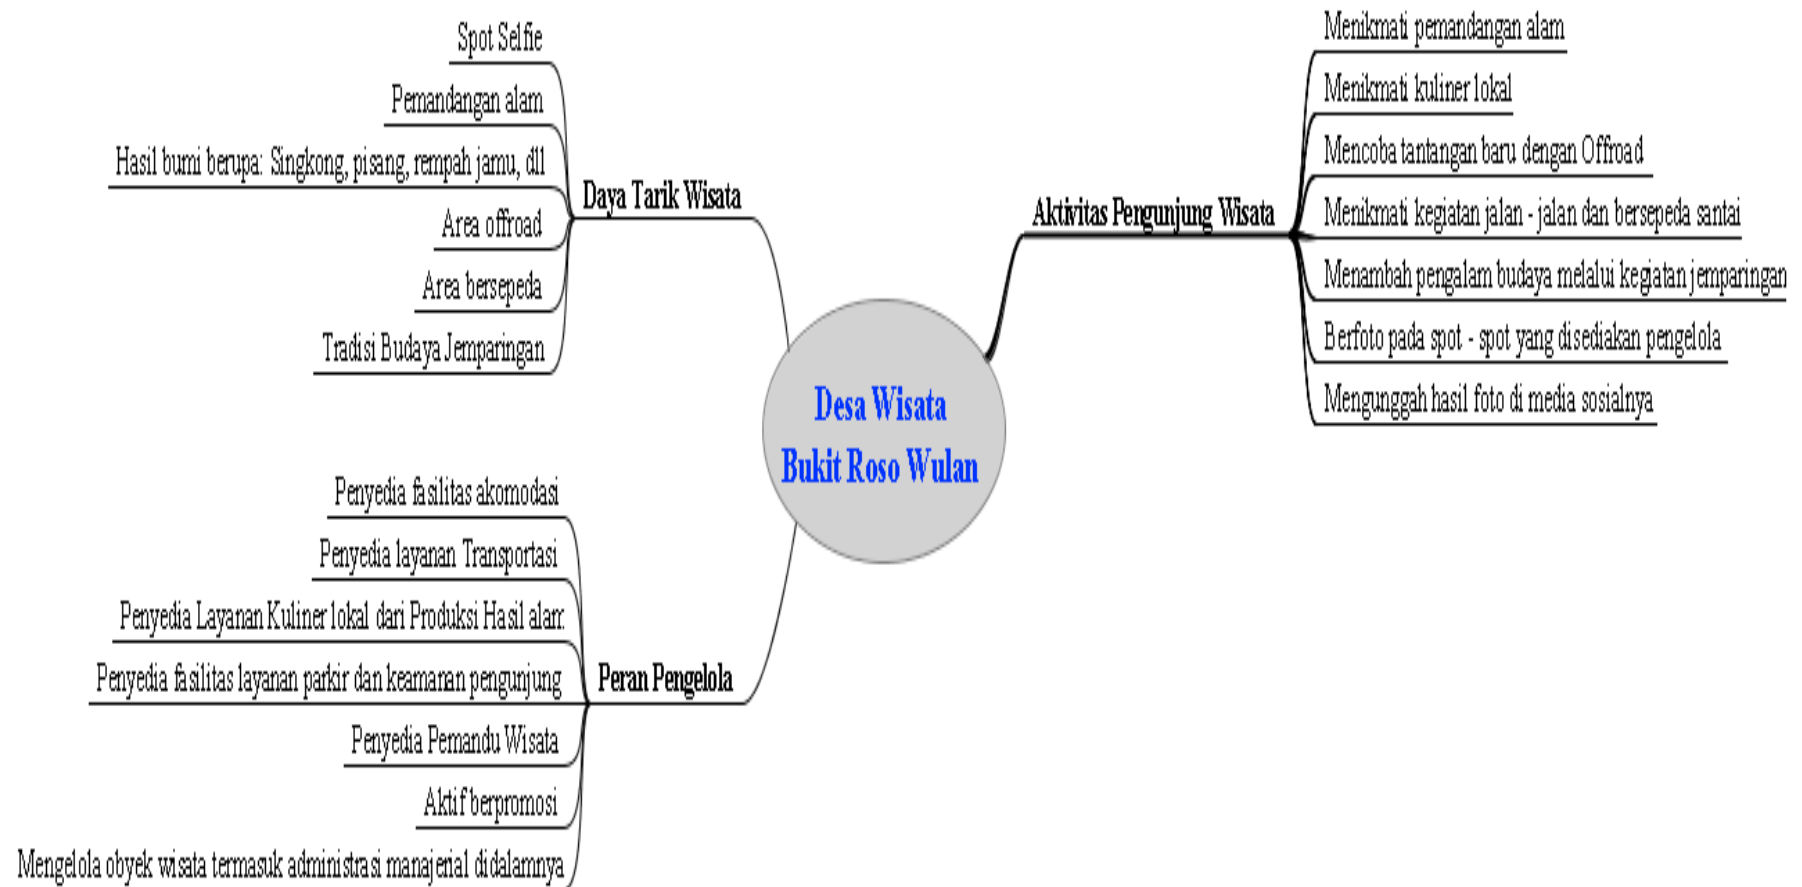 Spot Selfie
Pemandangan alam
Hasil bumi berupa: Singkong, pisang, rempah jamu, dll
Area offroad
Area bersepeda
Tradisi Budaya Jemparingan
Daya Tarik Wisata
Penyedia fasilitas akomodasi
Penyedia layanan Transportasi
Penyedia Layanan Kuliner lokal dari Produksi Hasil alam
Penyedia fasilitas layanan parkir dan keamanan pengunjung
Penyedia Pemandu Wisata
Aktif berpromosi
Mengelola obyek wisata termasuk administrasi manajerial didalamnya
Peran Pengelola
Desa Wisata
Bukit Roso Wulan
Aktivitas Pengunjung Wisata
Menikmati pemandangan alam
Menikmati kuliner lokal
Mencoba tantangan baru dengan Offroad
Menikmati kegiatan jalan - jalan dan bersepeda santai
Menambah pengalam budaya melalui kegiatan jemparingan
Berfoto pada spot - spot yang disediakan pengelola
Mengunggah hasil foto di media sosialnya